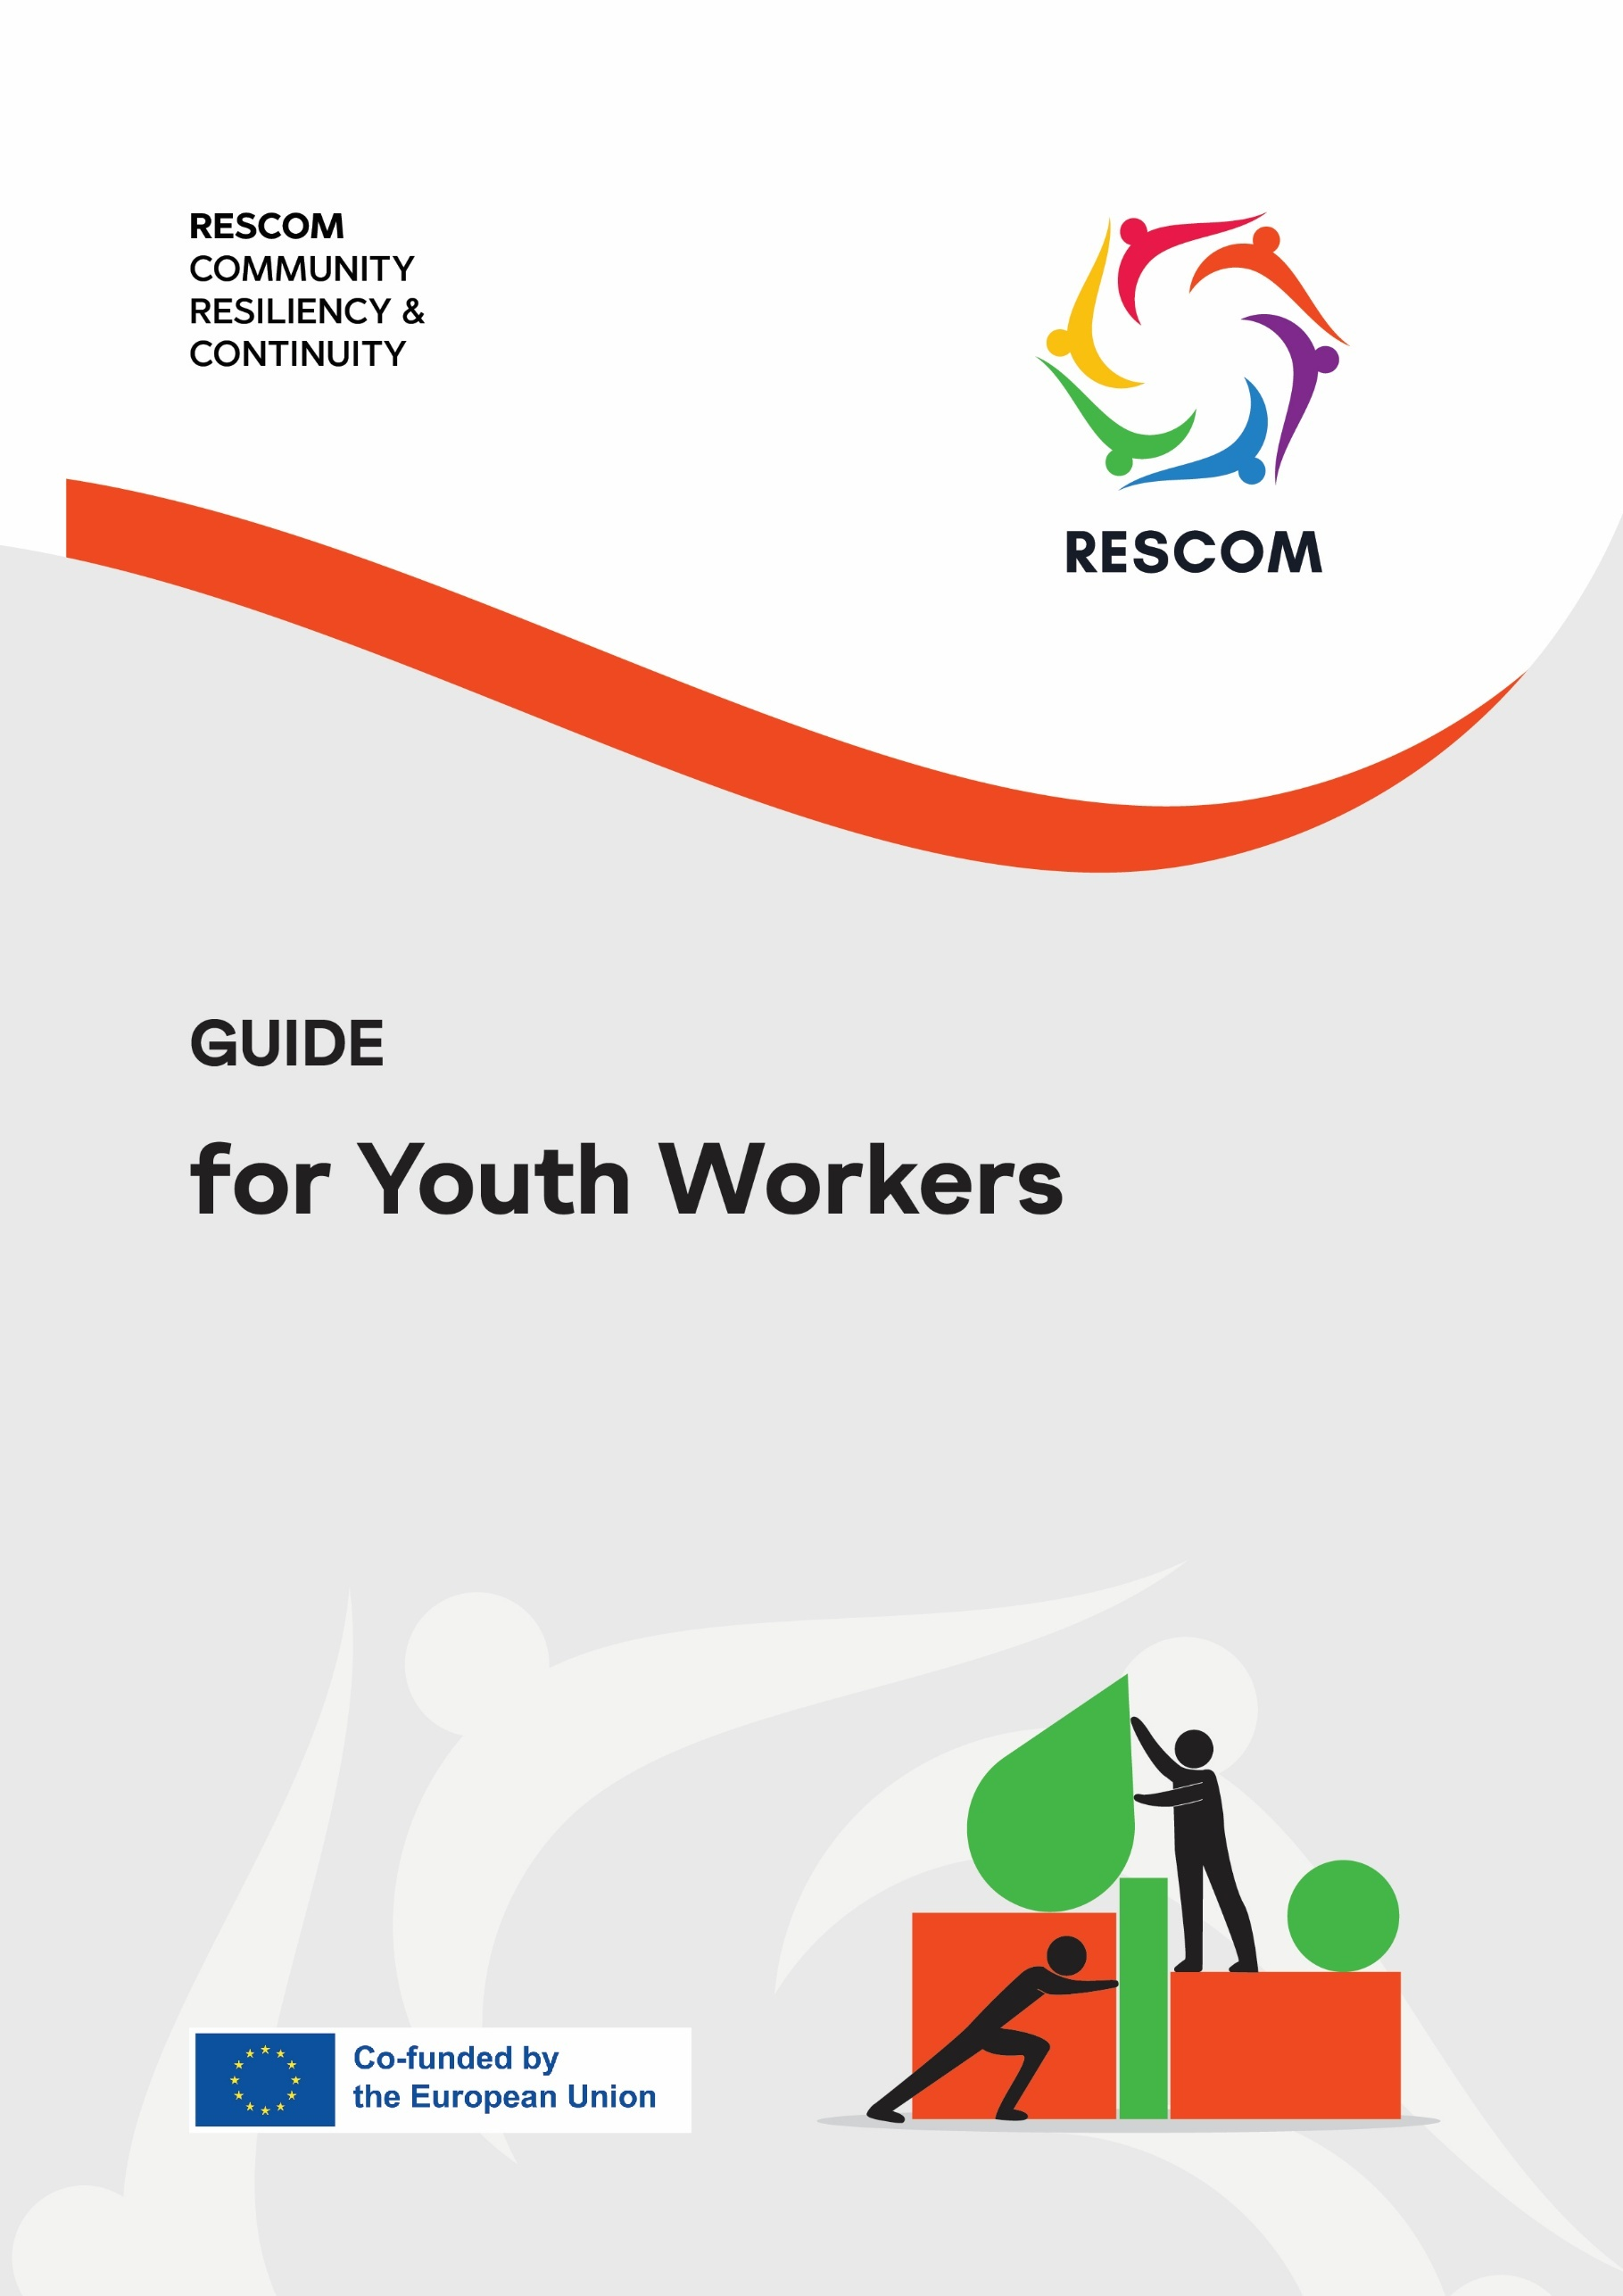 RESCOM
COMMUNITY
RESILIENCY &
CONTINUITY
RESCOM
GUIDE
for Youth Workers
Co-funded by
the European Union